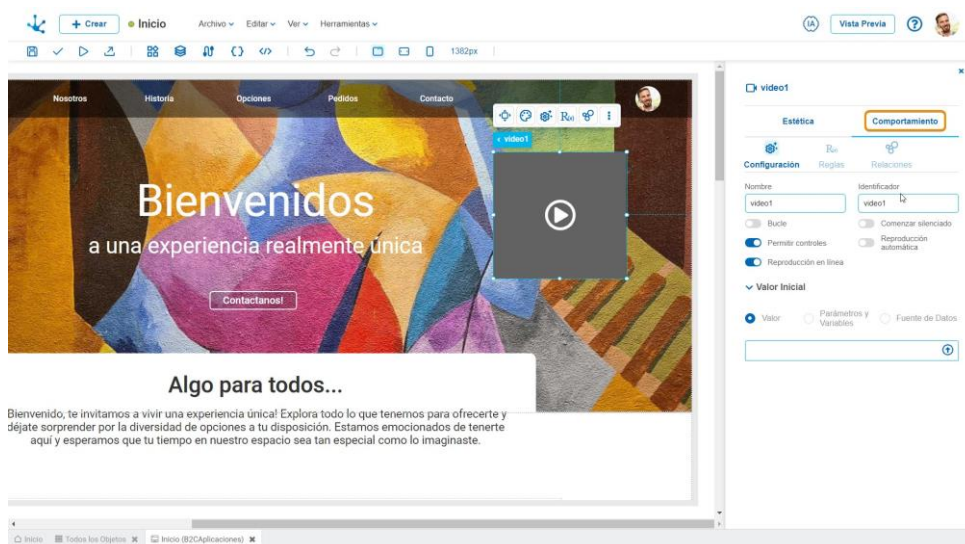 + Crear
Inicio
Archivo
Editar
Ver
Herramientas
IA
Vista Previa
?
1382px
Nosotros
Historia
Opciones
Pedidos
Contacto
video1
Bienvenidos
a una experiencia realmente única
Contactanos!
Algo para todos...
Bienvenido, te invitamos a vivir una experiencia única! Explora todo lo que tenemos para ofrecerte y
déjate sorprender por la diversidad de opciones a tu disposición. Estamos emocionados de tenerte
aquí y esperamos que tu tiempo en nuestro espacio sea tan especial como lo imaginaste.
video1
Estética
Comportamiento
Configuración
Reglas
Relaciones
Nombre
Identificador
video1
video1
Bucle
Comenzar silenciado
Permitir controles
Reproducción
automática
Reproducción en línea
Valor Inicial
Valor
Parámetros y
Variables
Fuente de Datos
Inicio
Todos los Objetos
Inicio (B2CAplicaciones)